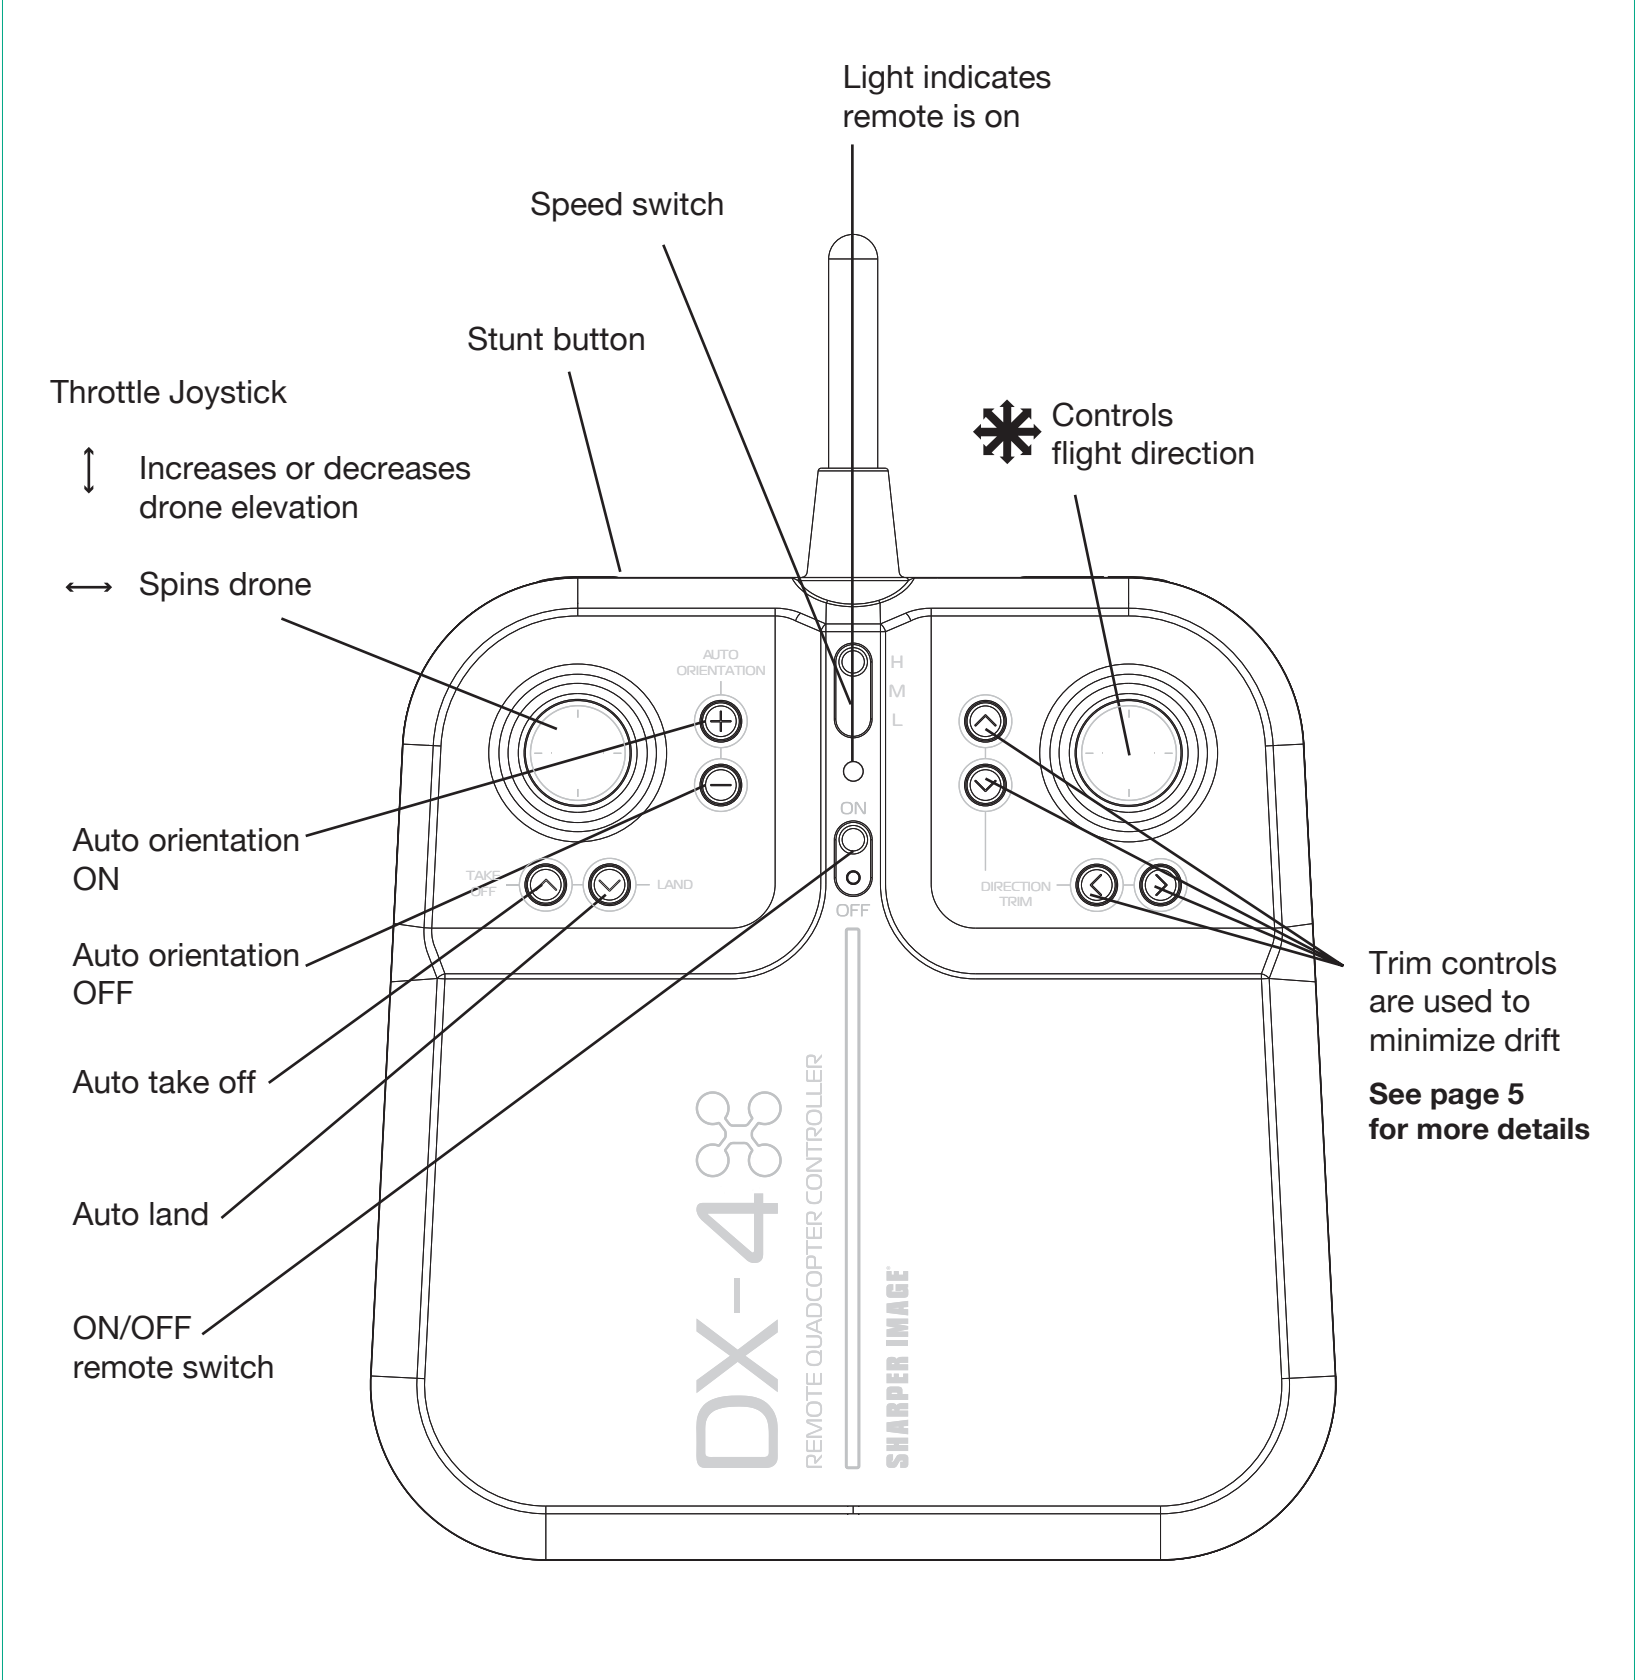 Light indicates
remote is on
Speed switch
Stunt button
Throttle Joystick
Increases or decreases
drone elevation
Spins drone
Controls
flight direction
AUTO
ORIENTATION
H
M
L
ON
OFF
TAKE
OFF
LAND
DIRECTION
TRIM
Auto orientation
ON
Auto orientation
OFF
Auto take off
Auto land
ON/OFF
remote switch
Trim controls
are used to
minimize drift
See page 5
for more details
DX-4
REMOTE QUADCOPTER CONTROLLER
SHARPER IMAGE